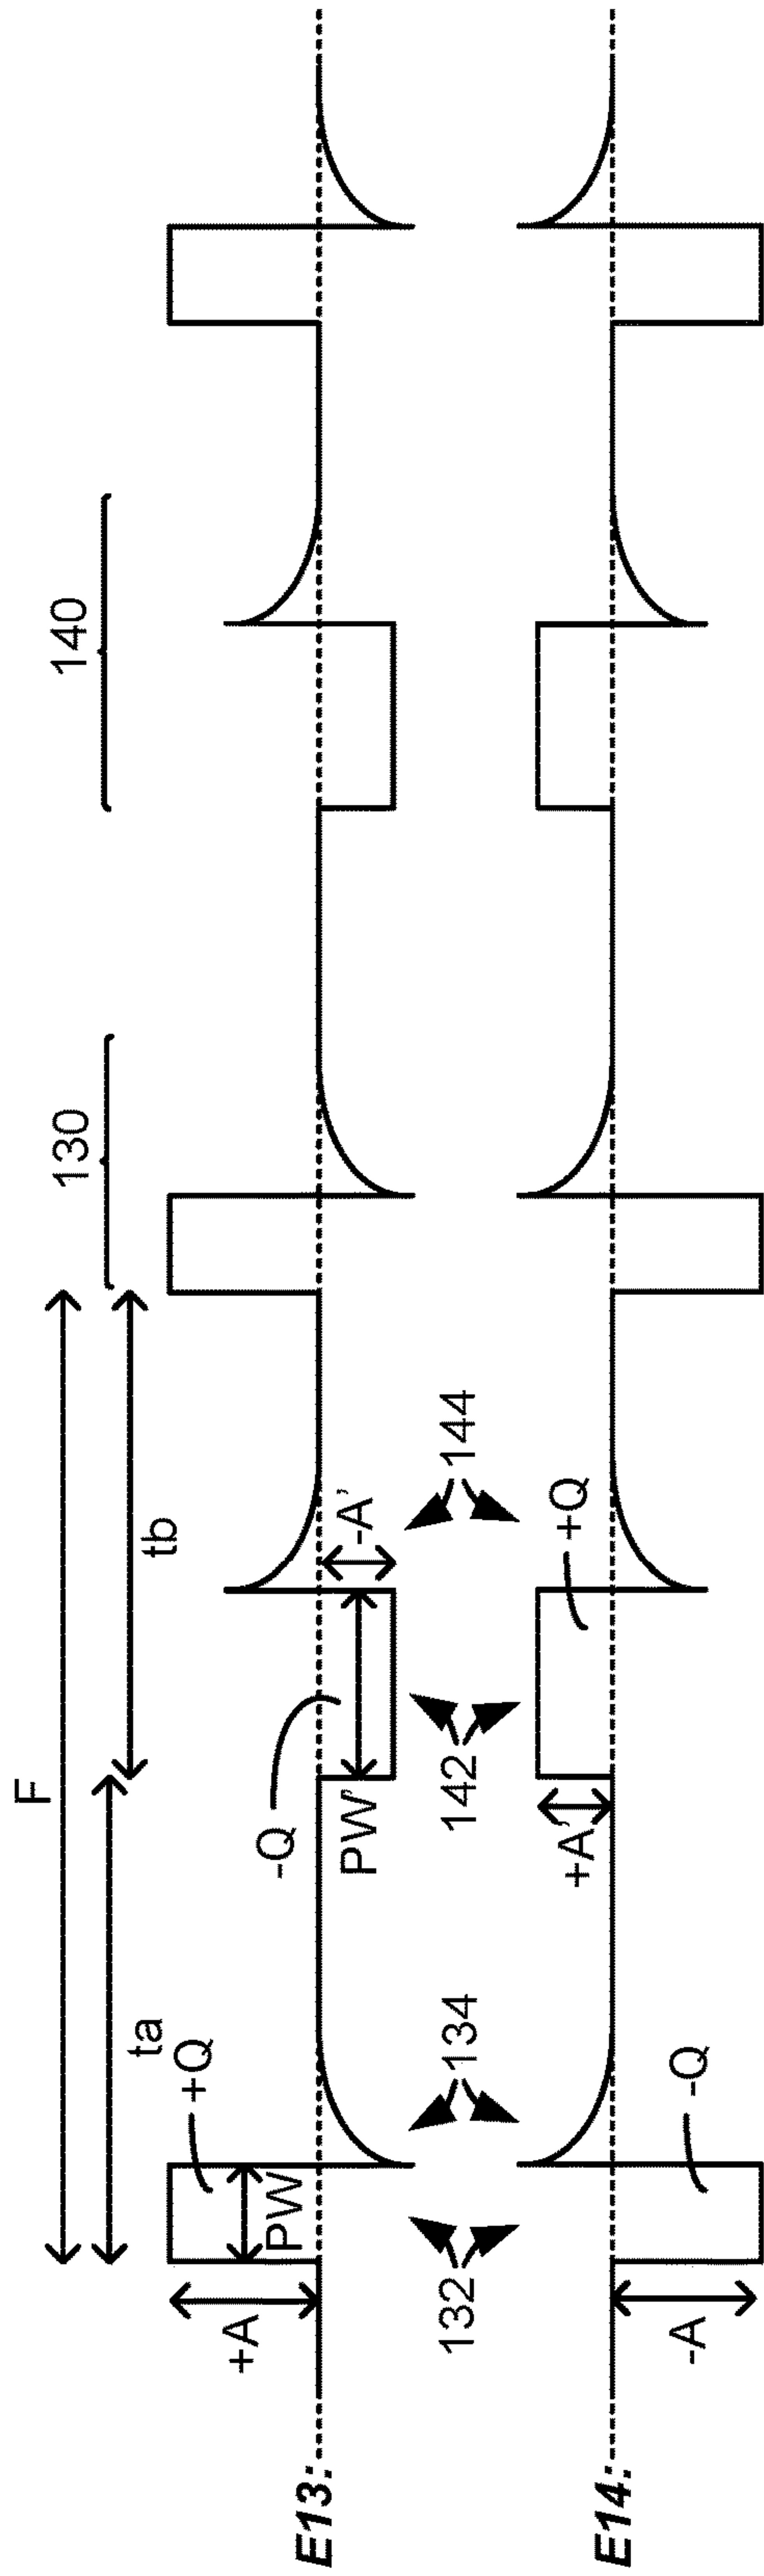 F
130
140
ta
tb
+A
PW
+Q
-Q
PW'
-A'
E13:
132
134
142
144
+A'
+Q
E14:
-A
-Q